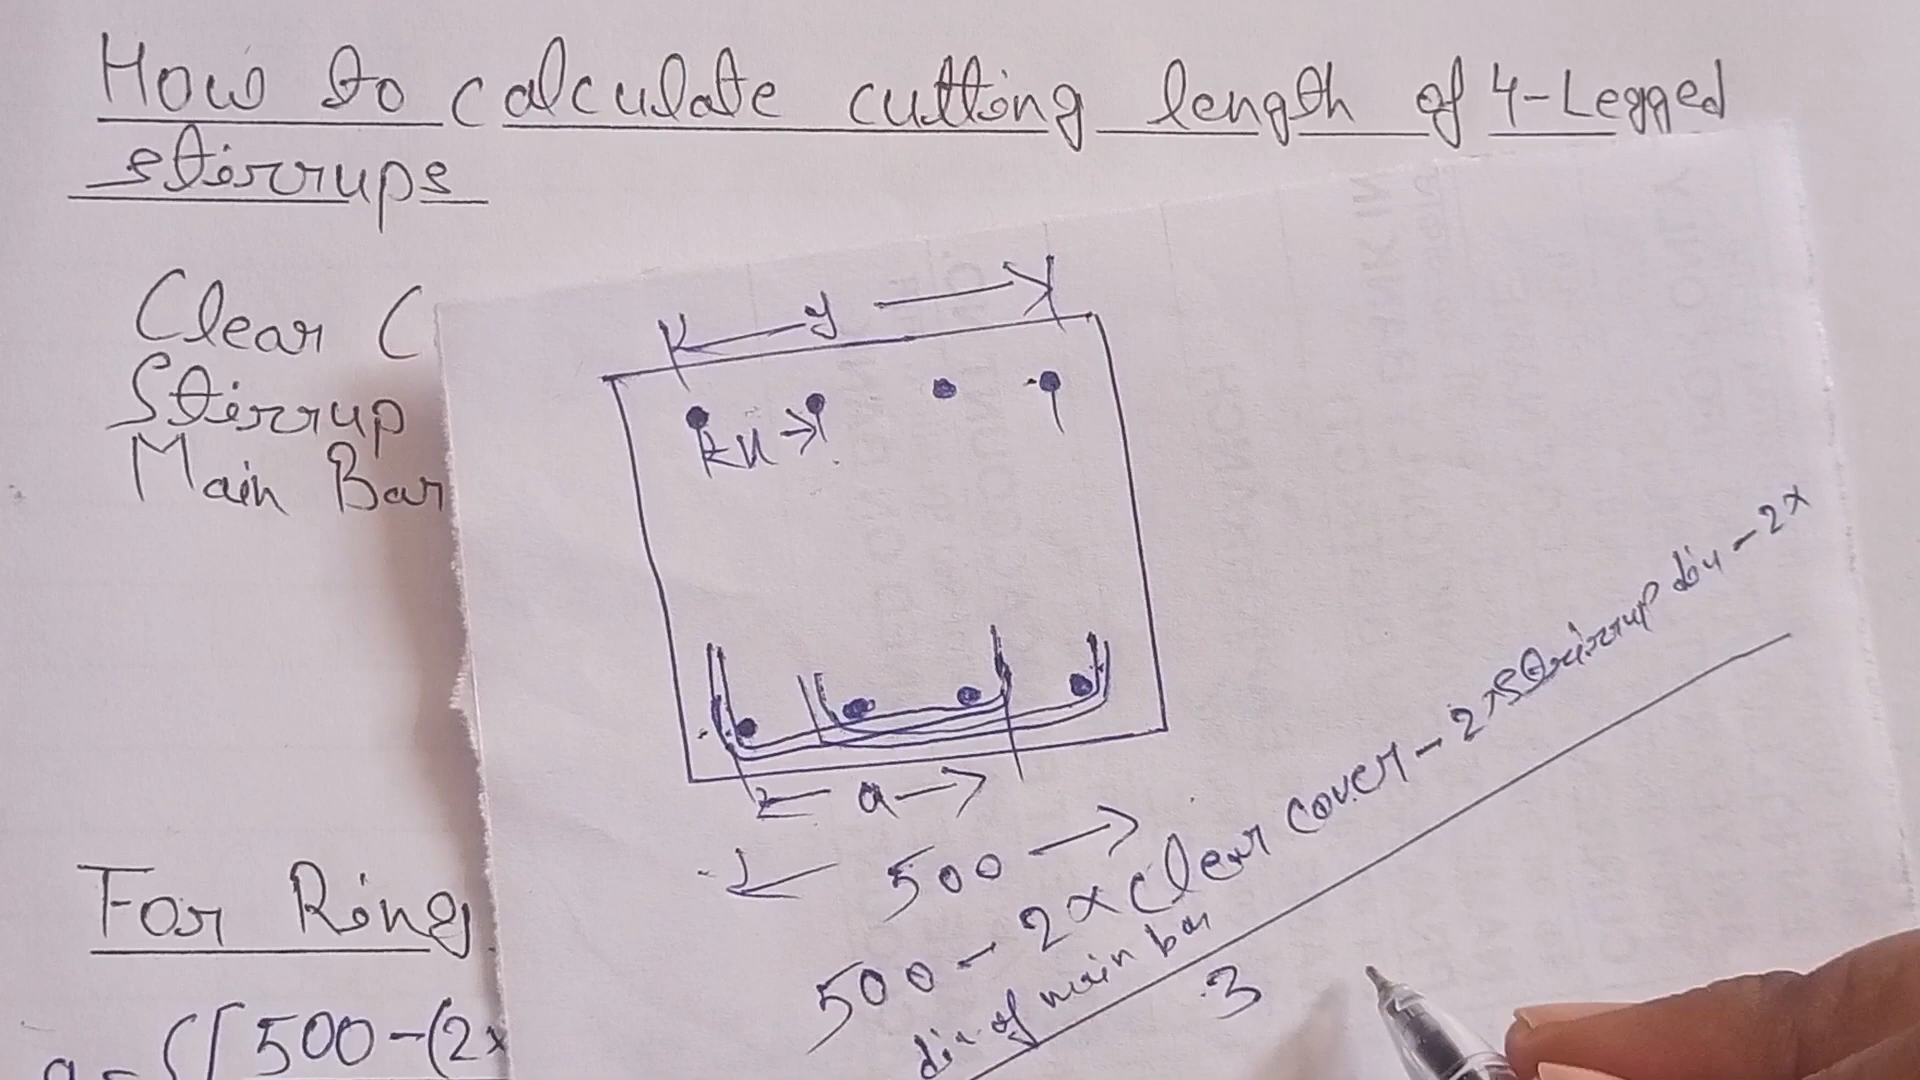 How to calculate cutting length of 4-Legged
stirrups
Clear C
Stirrup
Main Bar
y
a
500
500 - 2 x clear cover - 2 x stirrup dia - 2 x
dia of main bar
3
For Ring
a = {[ 500 - (2x